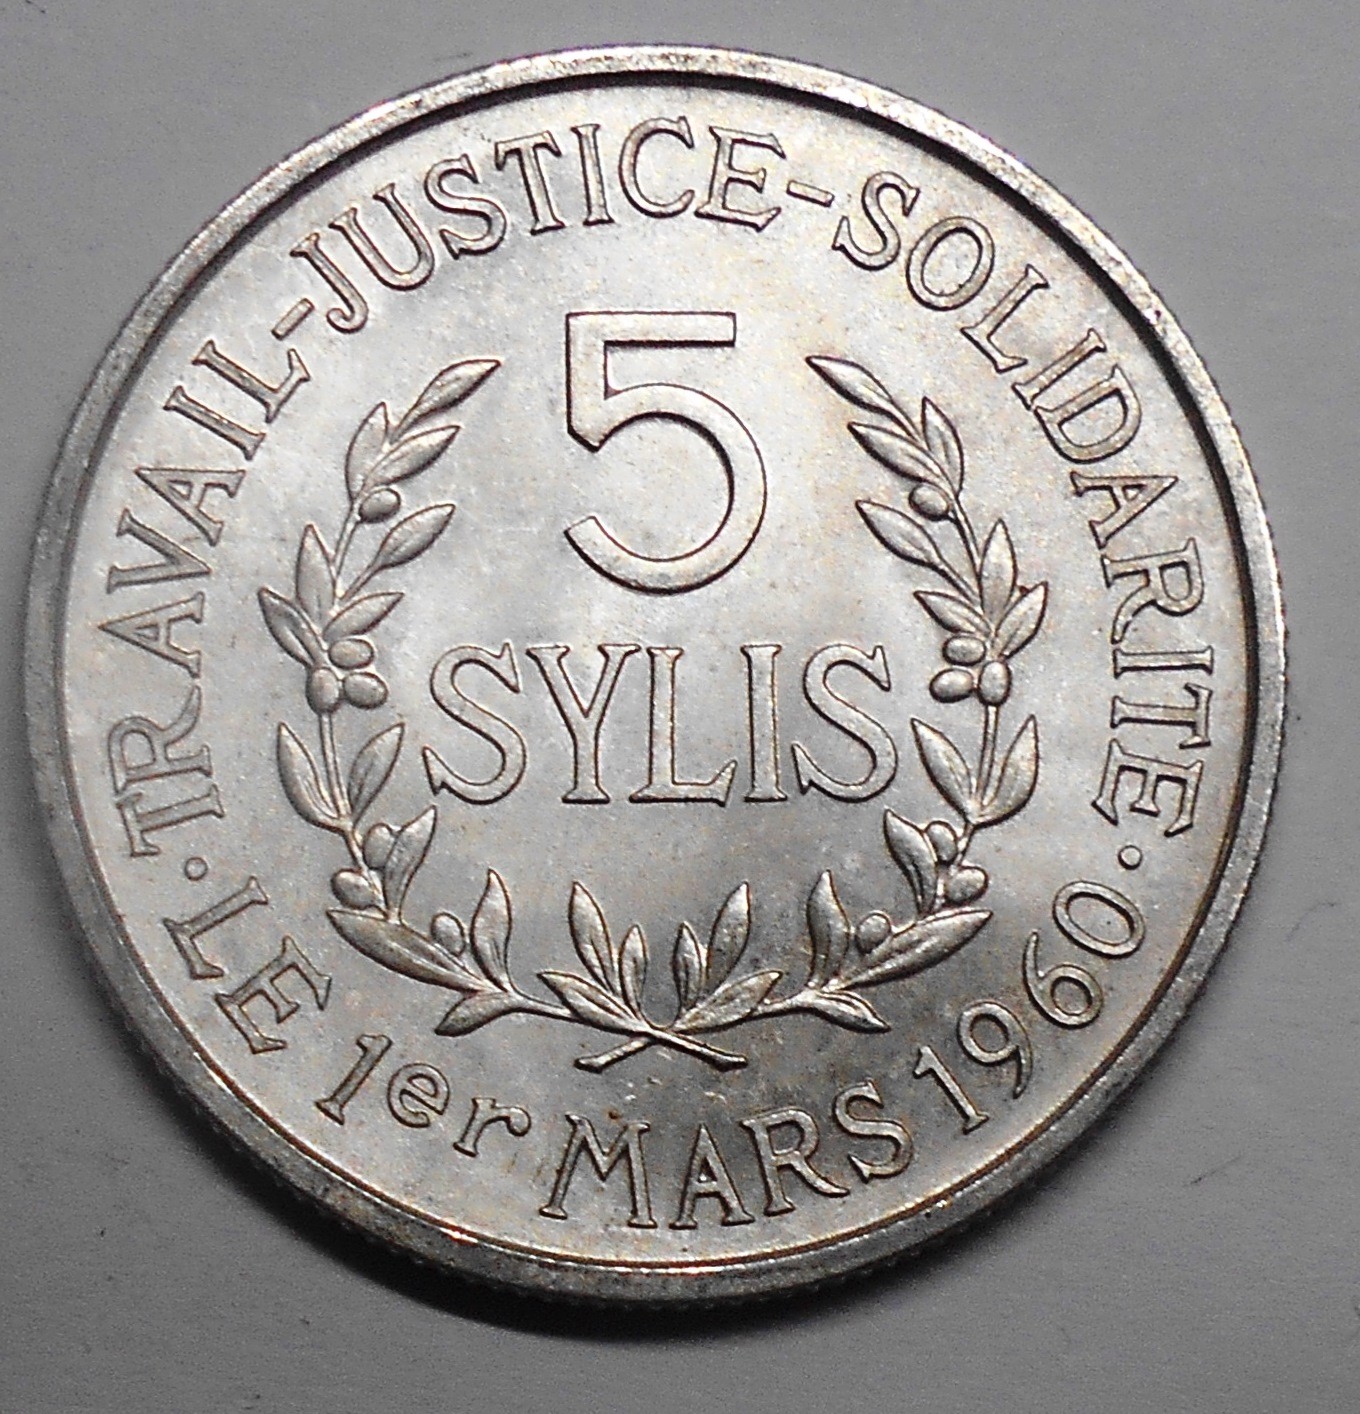 TRAVAIL-JUSTICE-SOLIDARITE
5
SYLIS
· LE 1er MARS 1960 ·